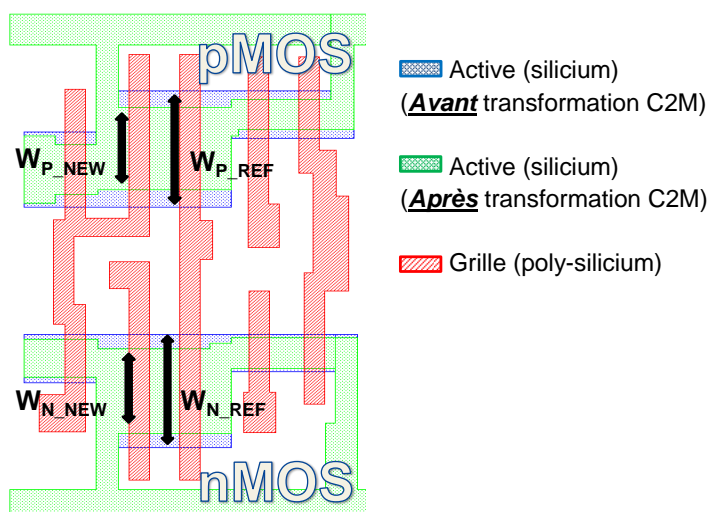 pMOS
W_P_NEW
W_P_REF
W_N_NEW
W_N_REF
nMOS
Active (silicium)
(Avant transformation C2M)
Active (silicium)
(Après transformation C2M)
Grille (poly-silicium)